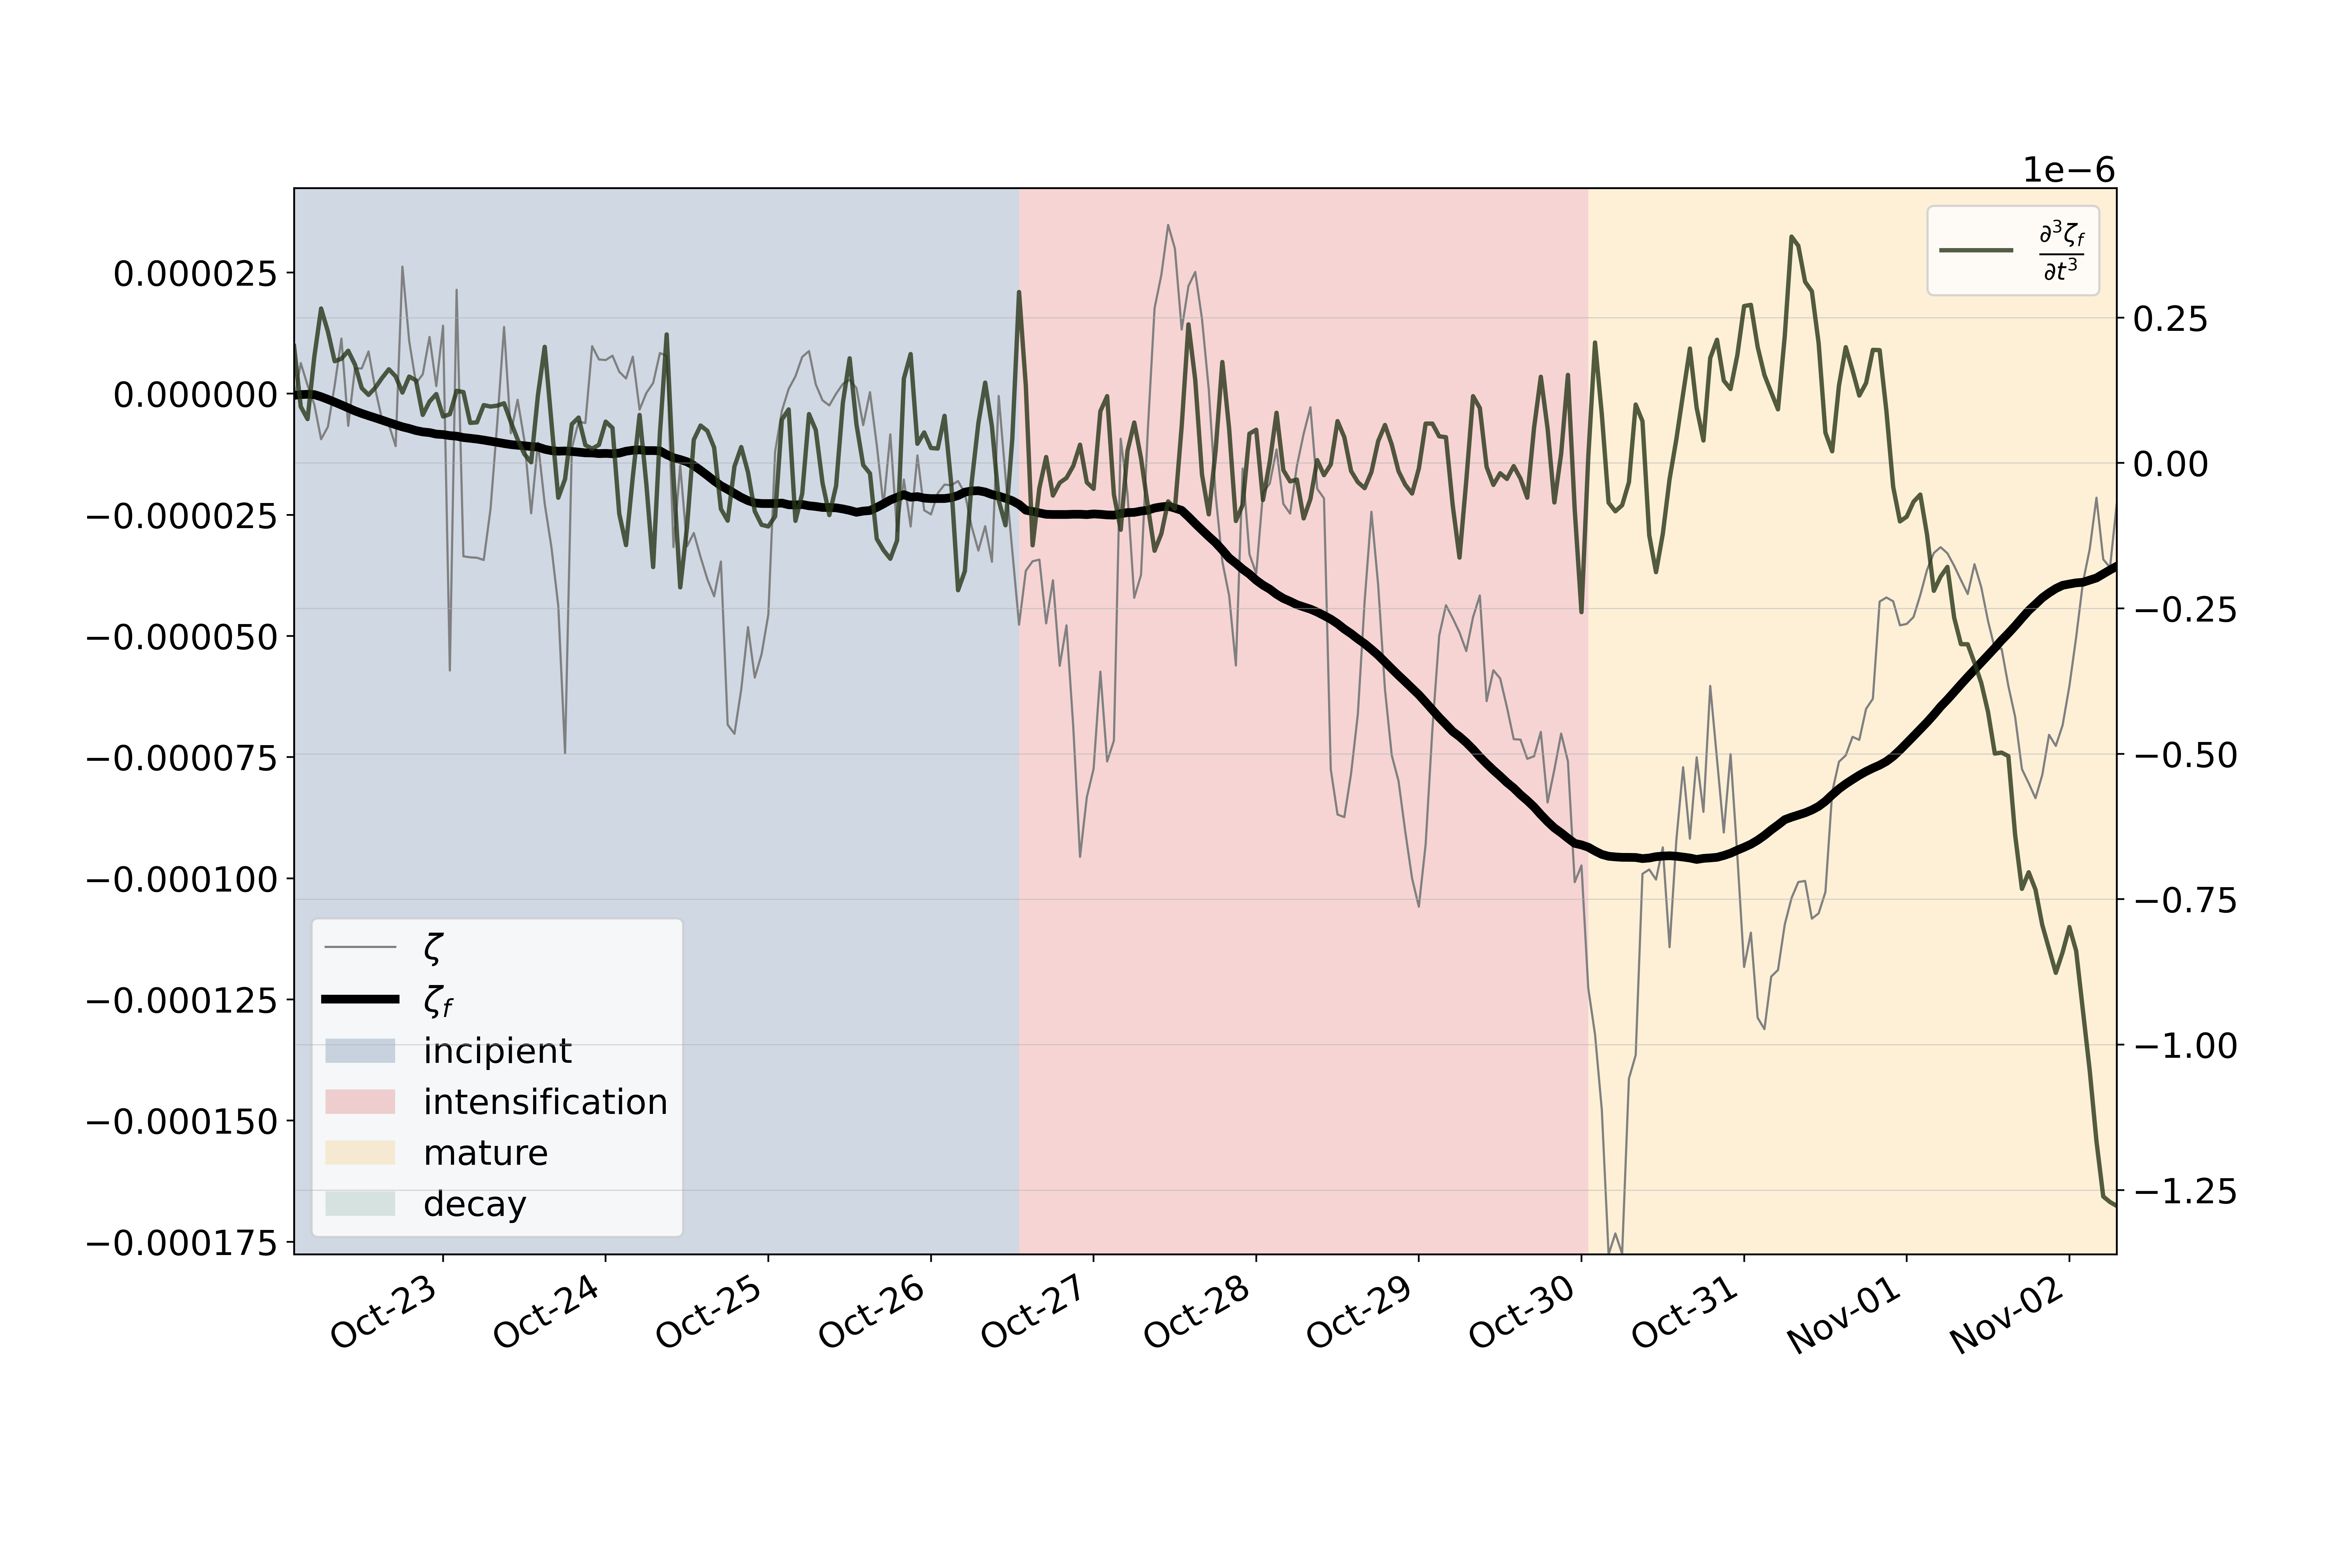 1e−6
0.000025
0.000000
−0.000025
−0.000050
−0.000075
−0.000100
−0.000125
−0.000150
−0.000175
ζ
ζf
incipient
intensification
mature
decay
∂³ζf
∂t³
0.25
0.00
−0.25
−0.50
−0.75
−1.00
−1.25
Oct-23
Oct-24
Oct-25
Oct-26
Oct-27
Oct-28
Oct-29
Oct-30
Oct-31
Nov-01
Nov-02